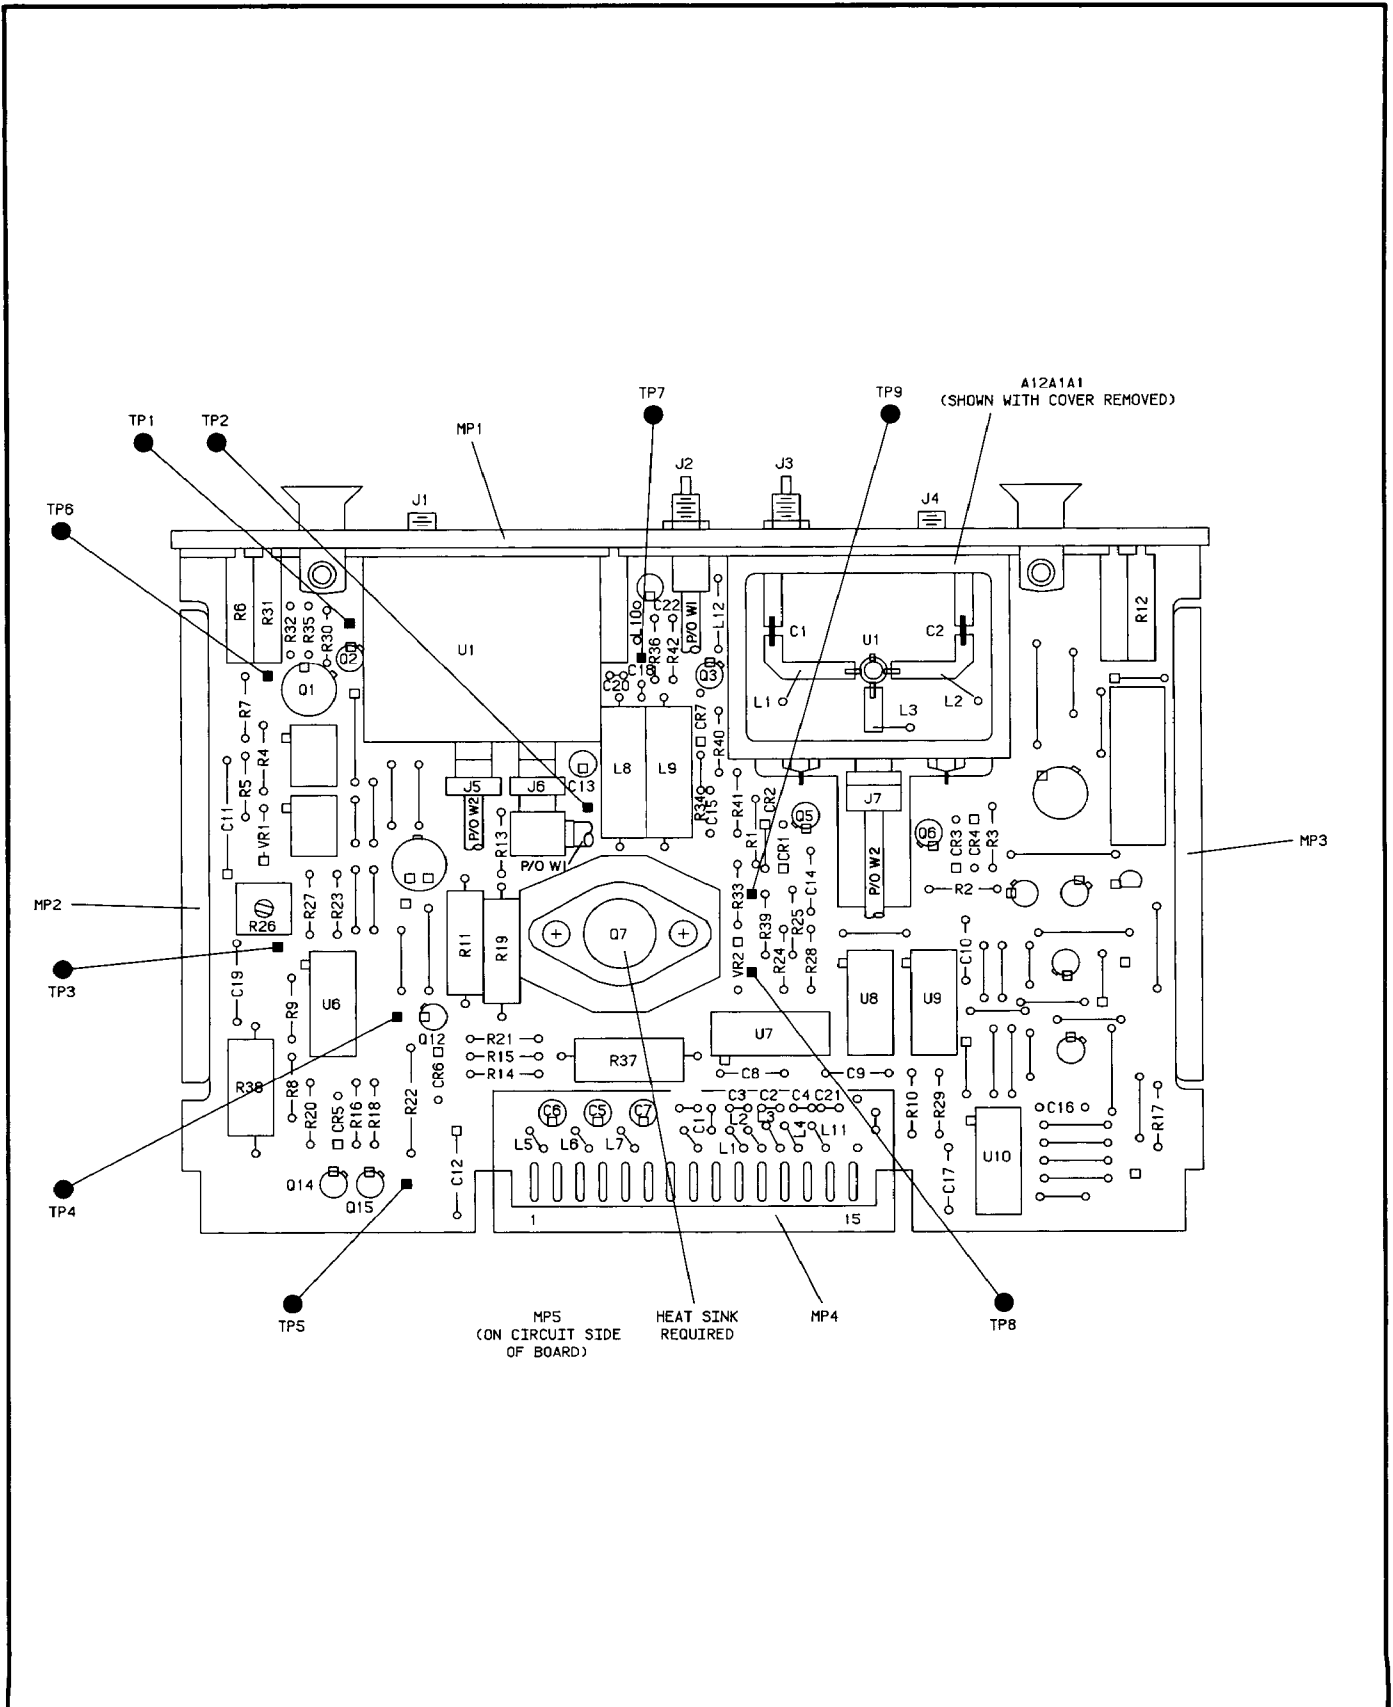 A12A1A1
(SHOWN WITH COVER REMOVED)
TP7
TP9
TP1
TP2
MP1
J2
J3
J1
J4
TP6
R6
R31
R32
R35
R30
Q2
Q1
U1
L10
C22
R36
R42
P/O W1
L12
C18
C20
Q3
CR7
R40
C1
U1
C2
L1
L3
L2
R12
R7
R4
R5
C11
VR1
J5
J6
C13
P/O W2
R13
P/O W1
L8
L9
R34
C15
R41
R1
CR2
CR1
Q5
J7
P/O W2
Q6
CR3
CR4
R3
R2
MP3
MP2
R26
R27
R23
R11
R19
Q7
R33
VR2
R39
R24
R25
C14
R28
C10
TP3
C19
R9
U6
Q12
CR6
R21
R15
R14
R37
U7
U8
U9
C8
C9
R38
R8
R20
CR5
R16
R18
R22
C6
C5
C7
C3
C2
C4
C21
C1
L2
L3
L4
L11
L5
L6
L7
L1
R10
R29
C16
R17
U10
C17
C12
Q14
Q15
TP4
1
15
TP5
MP5
(ON CIRCUIT SIDE
OF BOARD)
HEAT SINK
REQUIRED
MP4
TP8